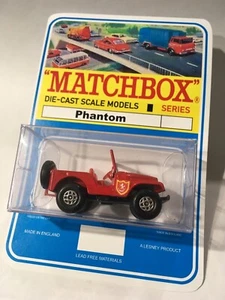 "MATCHBOX"®
DIE-CAST SCALE MODELS
SERIES
Phantom
MADE IN ENGLAND
A LESNEY PRODUCT
LEAD FREE MATERIALS